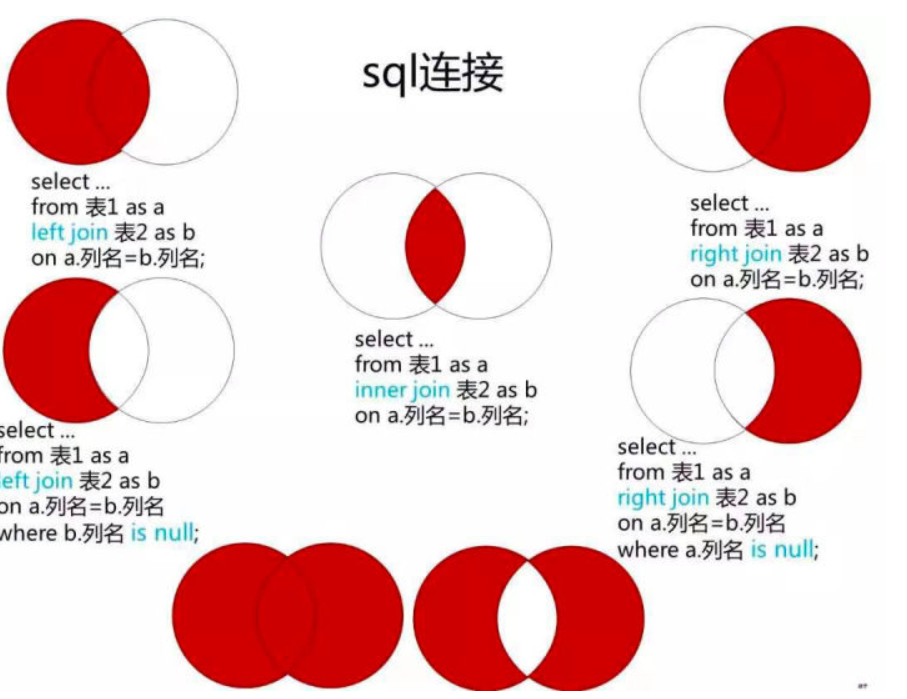 sql连接
select ...
from 表1 as a
left join 表2 as b
on a.列名=b.列名;
select ...
from 表1 as a
right join 表2 as b
on a.列名=b.列名;
select ...
from 表1 as a
inner join 表2 as b
on a.列名=b.列名;
select ...
from 表1 as a
left join 表2 as b
on a.列名=b.列名
where b.列名 is null;
select ...
from 表1 as a
right join 表2 as b
on a.列名=b.列名
where a.列名 is null;